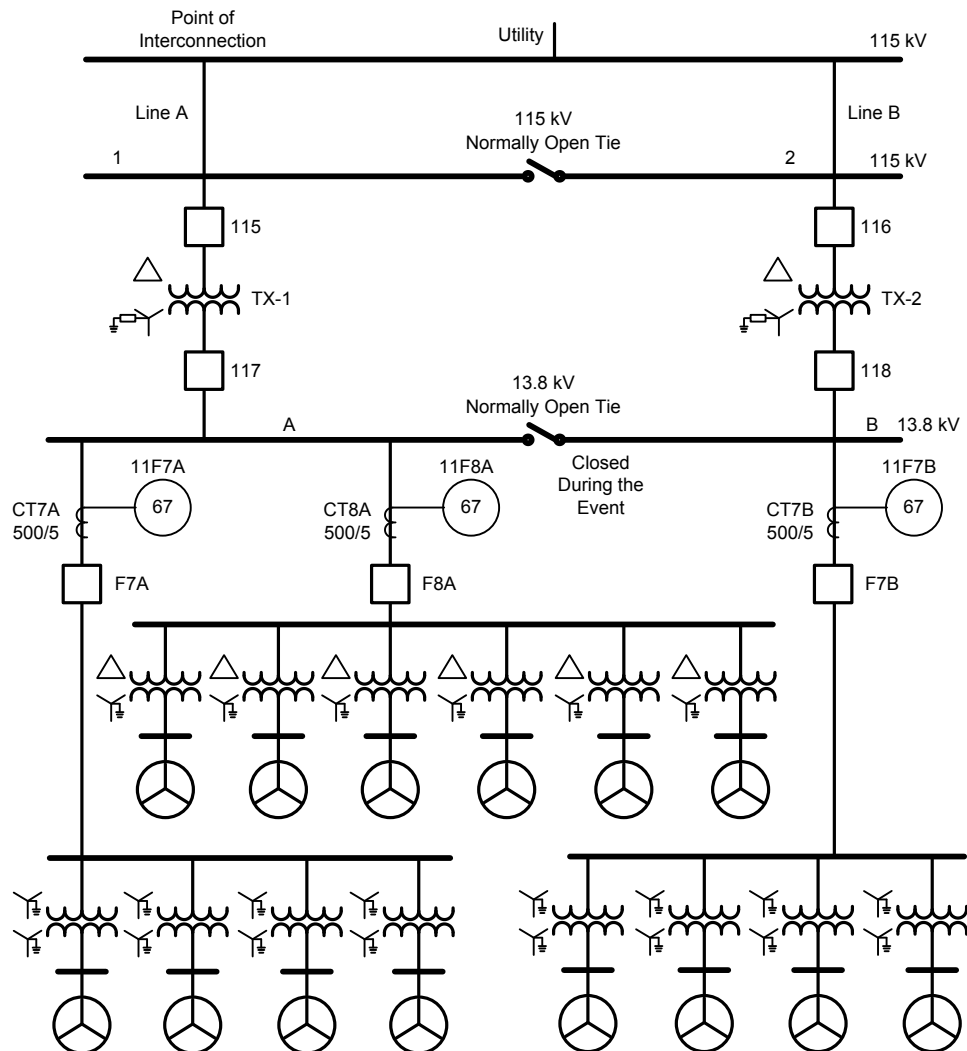 Point of
Interconnection
Utility
115 kV
Line A
115 kV
Normally Open Tie
Line B
1
2
115 kV
115
116
TX-1
TX-2
117
118
13.8 kV
Normally Open Tie
A
B
13.8 kV
Closed
During the
Event
11F7A
11F8A
11F7B
CT7A
500/5
67
CT8A
500/5
67
CT7B
500/5
67
F7A
F8A
F7B